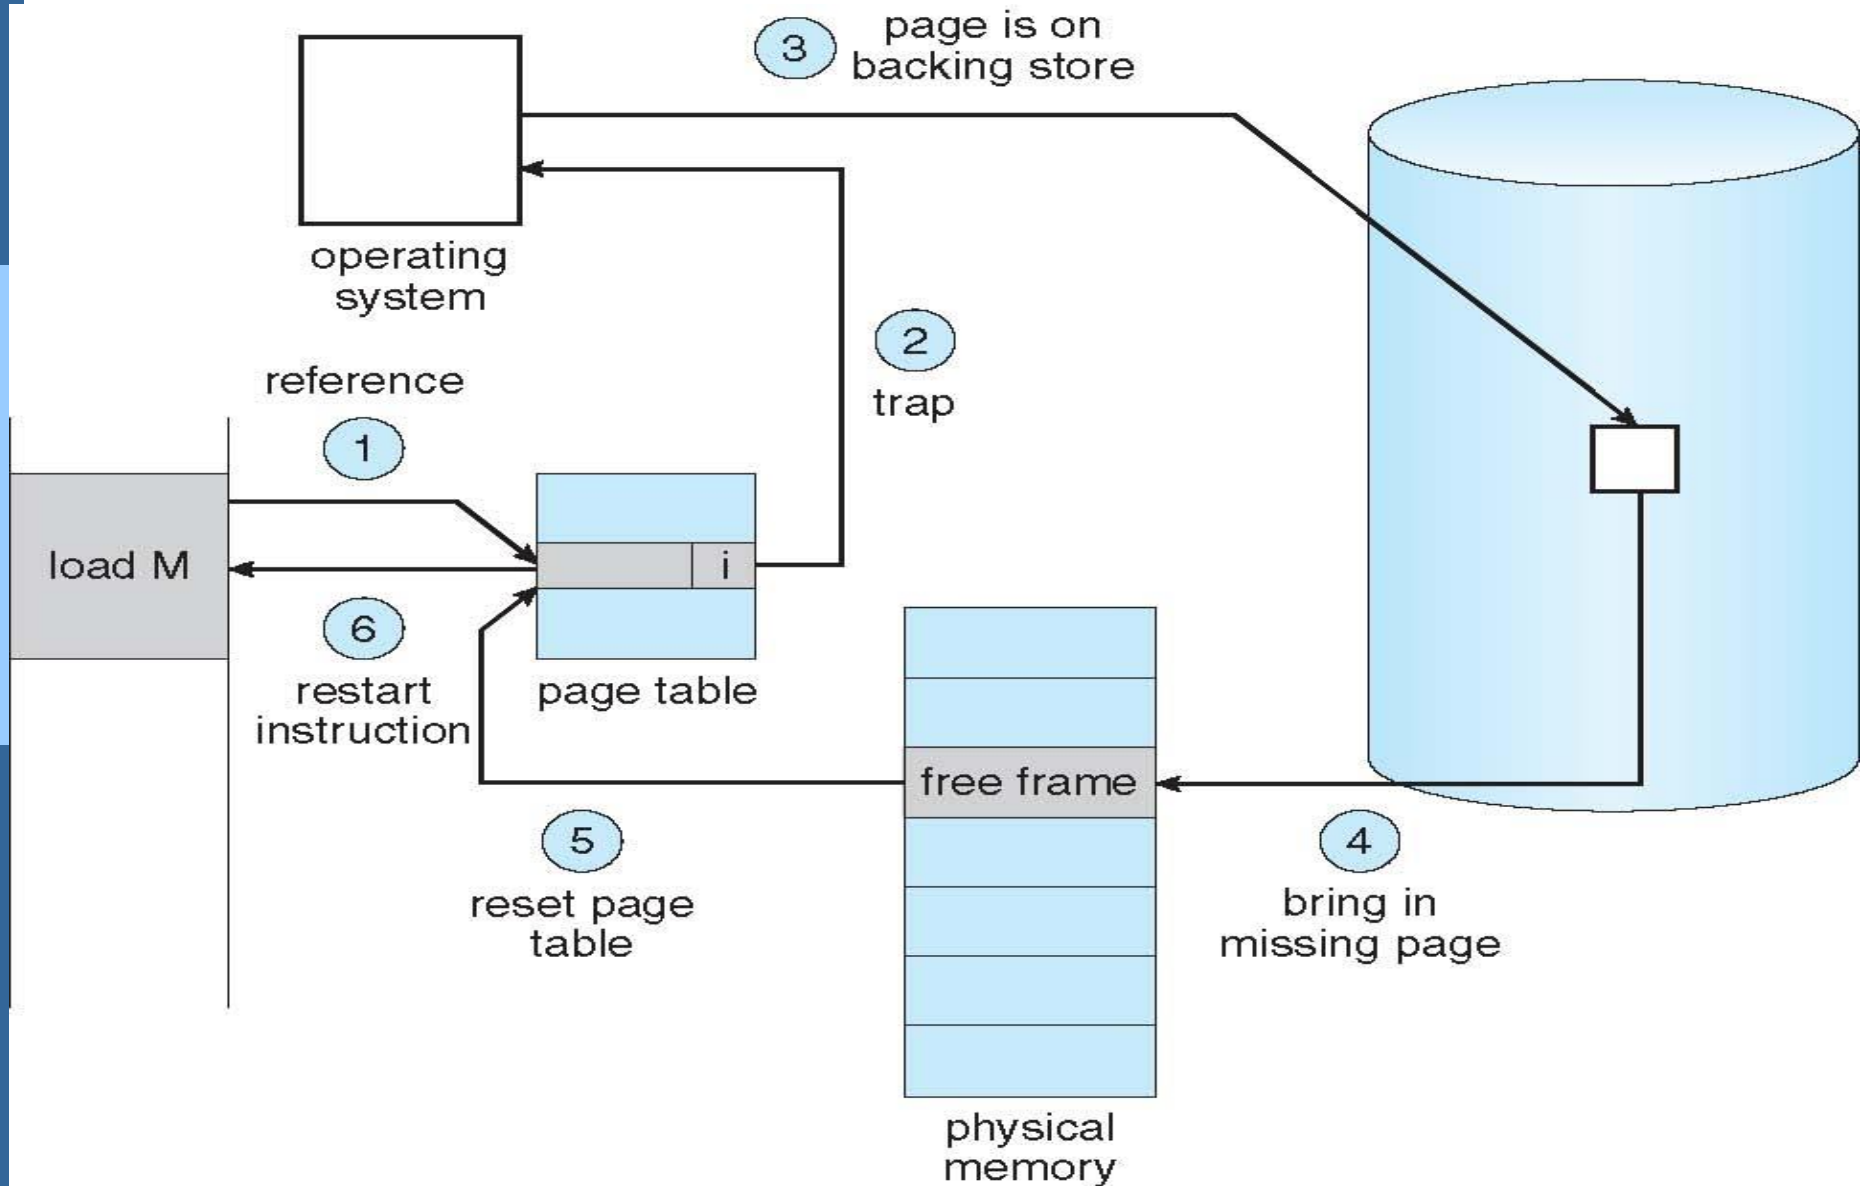 3
page is on
backing store
operating
system
2
trap
reference
1
load M
i
6
restart
instruction
page table
free frame
5
reset page
table
4
bring in
missing page
physical
memory